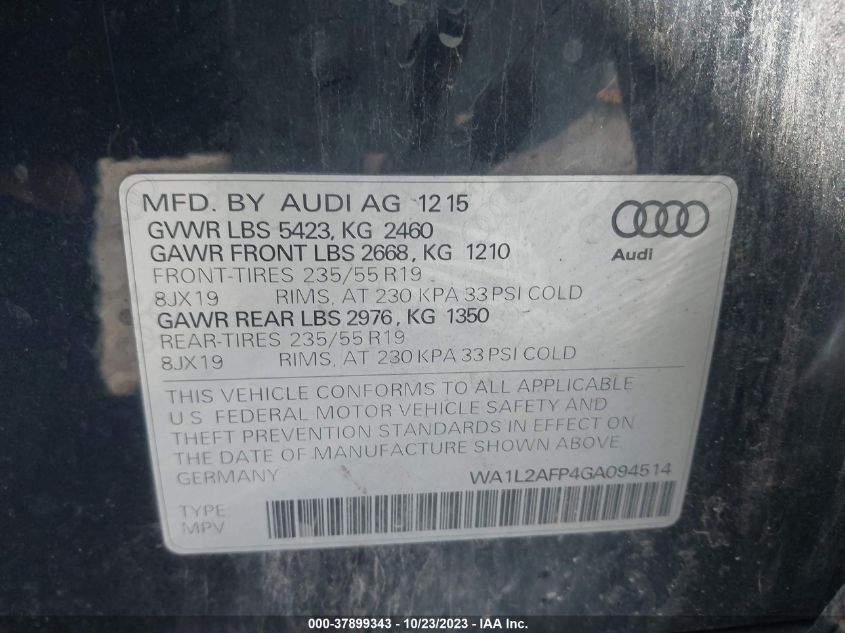 MFD. BY AUDI AG 12 15
GVWR LBS 5423, KG 2460
GAWR FRONT LBS 2668, KG 1210
FRONT-TIRES 235/55 R19
8JX19 RIMS, AT 230 KPA 33 PSI COLD
GAWR REAR LBS 2976, KG 1350
REAR-TIRES 235/55 R19
8JX19 RIMS, AT 230 KPA 33 PSI COLD
Audi
THIS VEHICLE CONFORMS TO ALL APPLICABLE
U.S. FEDERAL MOTOR VEHICLE SAFETY AND
THEFT PREVENTION STANDARDS IN EFFECT ON
THE DATE OF MANUFACTURE SHOWN ABOVE.
GERMANY WA1L2AFP4GA094514
TYPE
MPV
000-37899343 - 10/23/2023 - IAA Inc.